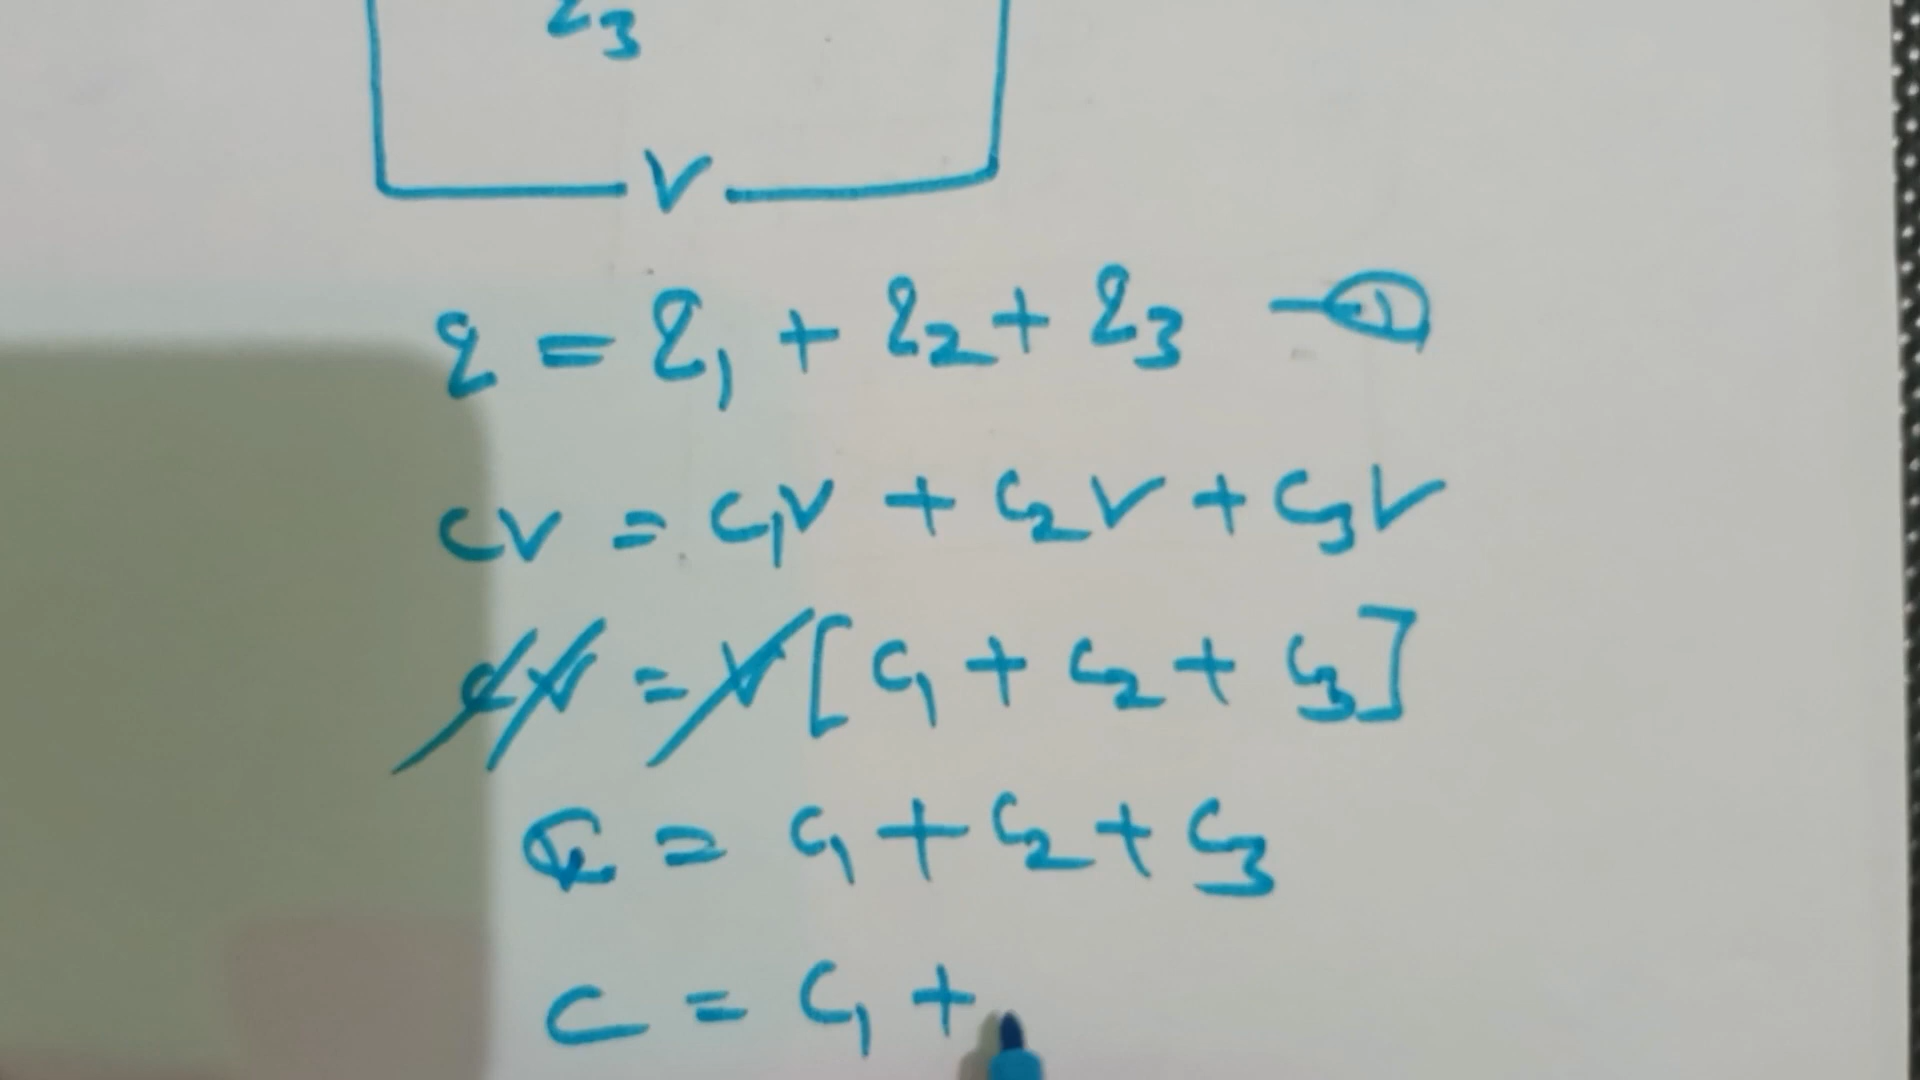 q₃
V
q = q₁ + q₂ + q₃ —①
CV = C₁V + C₂V + C₃V
CV = V [C₁ + C₂ + C₃]
C = C₁ + C₂ + C₃
C = C₁ +